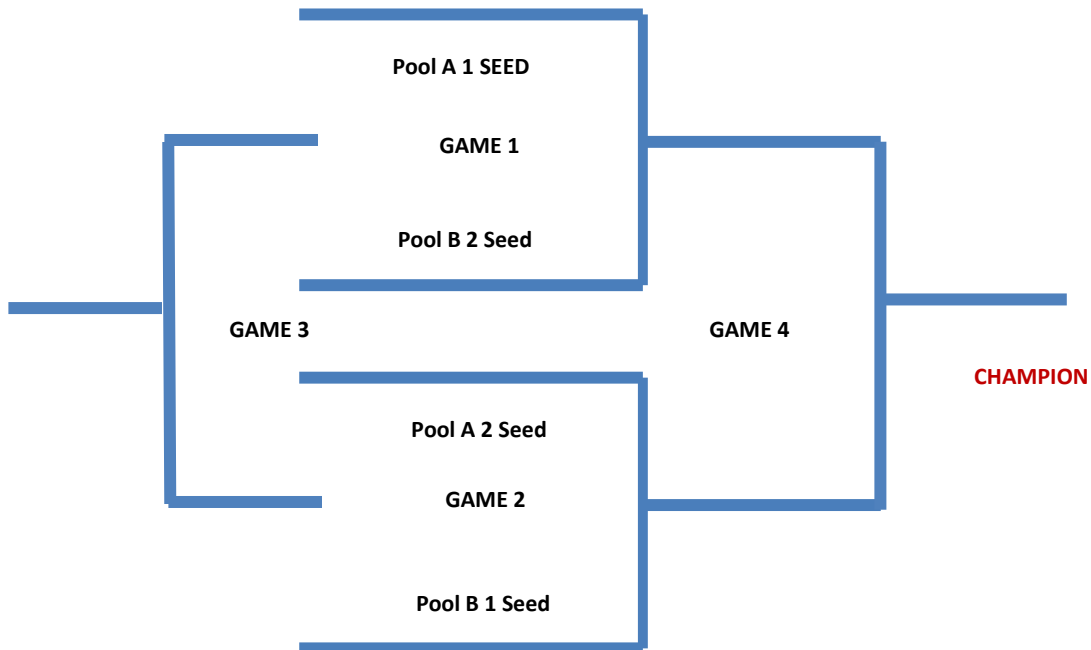 Pool A 1 SEED
GAME 1
Pool B 2 Seed
GAME 3
GAME 4
CHAMPION
Pool A 2 Seed
GAME 2
Pool B 1 Seed